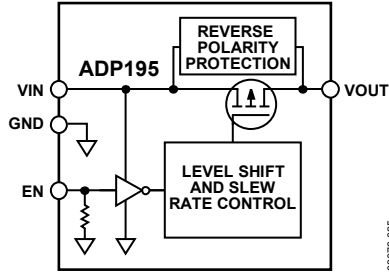 REVERSE
POLARITY
PROTECTION
ADP195
VIN
VOUT
GND
EN
LEVEL SHIFT
AND SLEW
RATE CONTROL